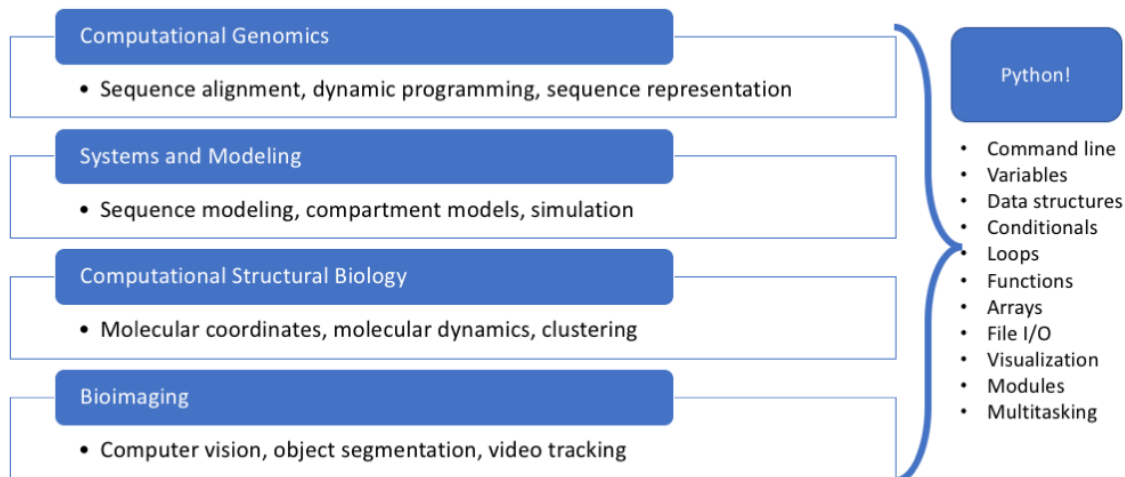 Computational Genomics
• Sequence alignment, dynamic programming, sequence representation
Systems and Modeling
• Sequence modeling, compartment models, simulation
Computational Structural Biology
• Molecular coordinates, molecular dynamics, clustering
Bioimaging
• Computer vision, object segmentation, video tracking
Python!
• Command line
• Variables
• Data structures
• Conditionals
• Loops
• Functions
• Arrays
• File I/O
• Visualization
• Modules
• Multitasking